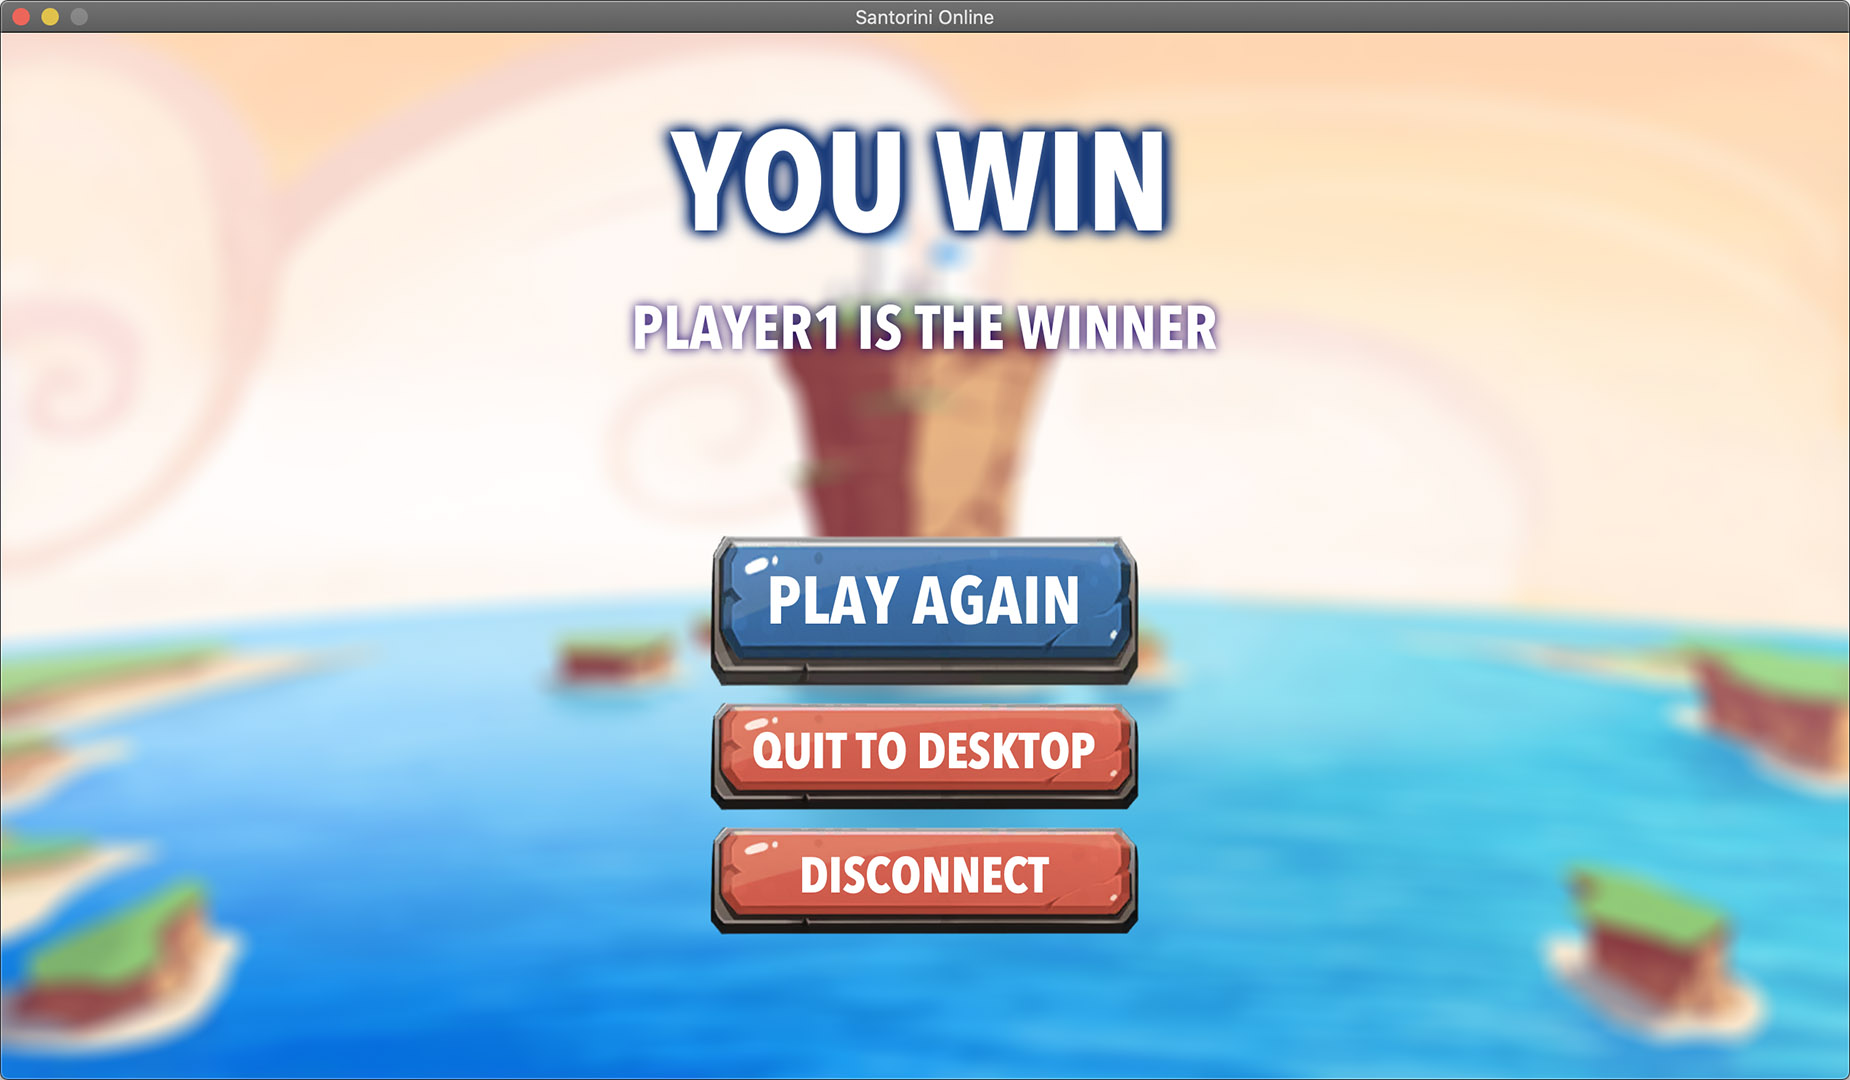 Santorini Online
YOU WIN
PLAYER1 IS THE WINNER
PLAY AGAIN
QUIT TO DESKTOP
DISCONNECT